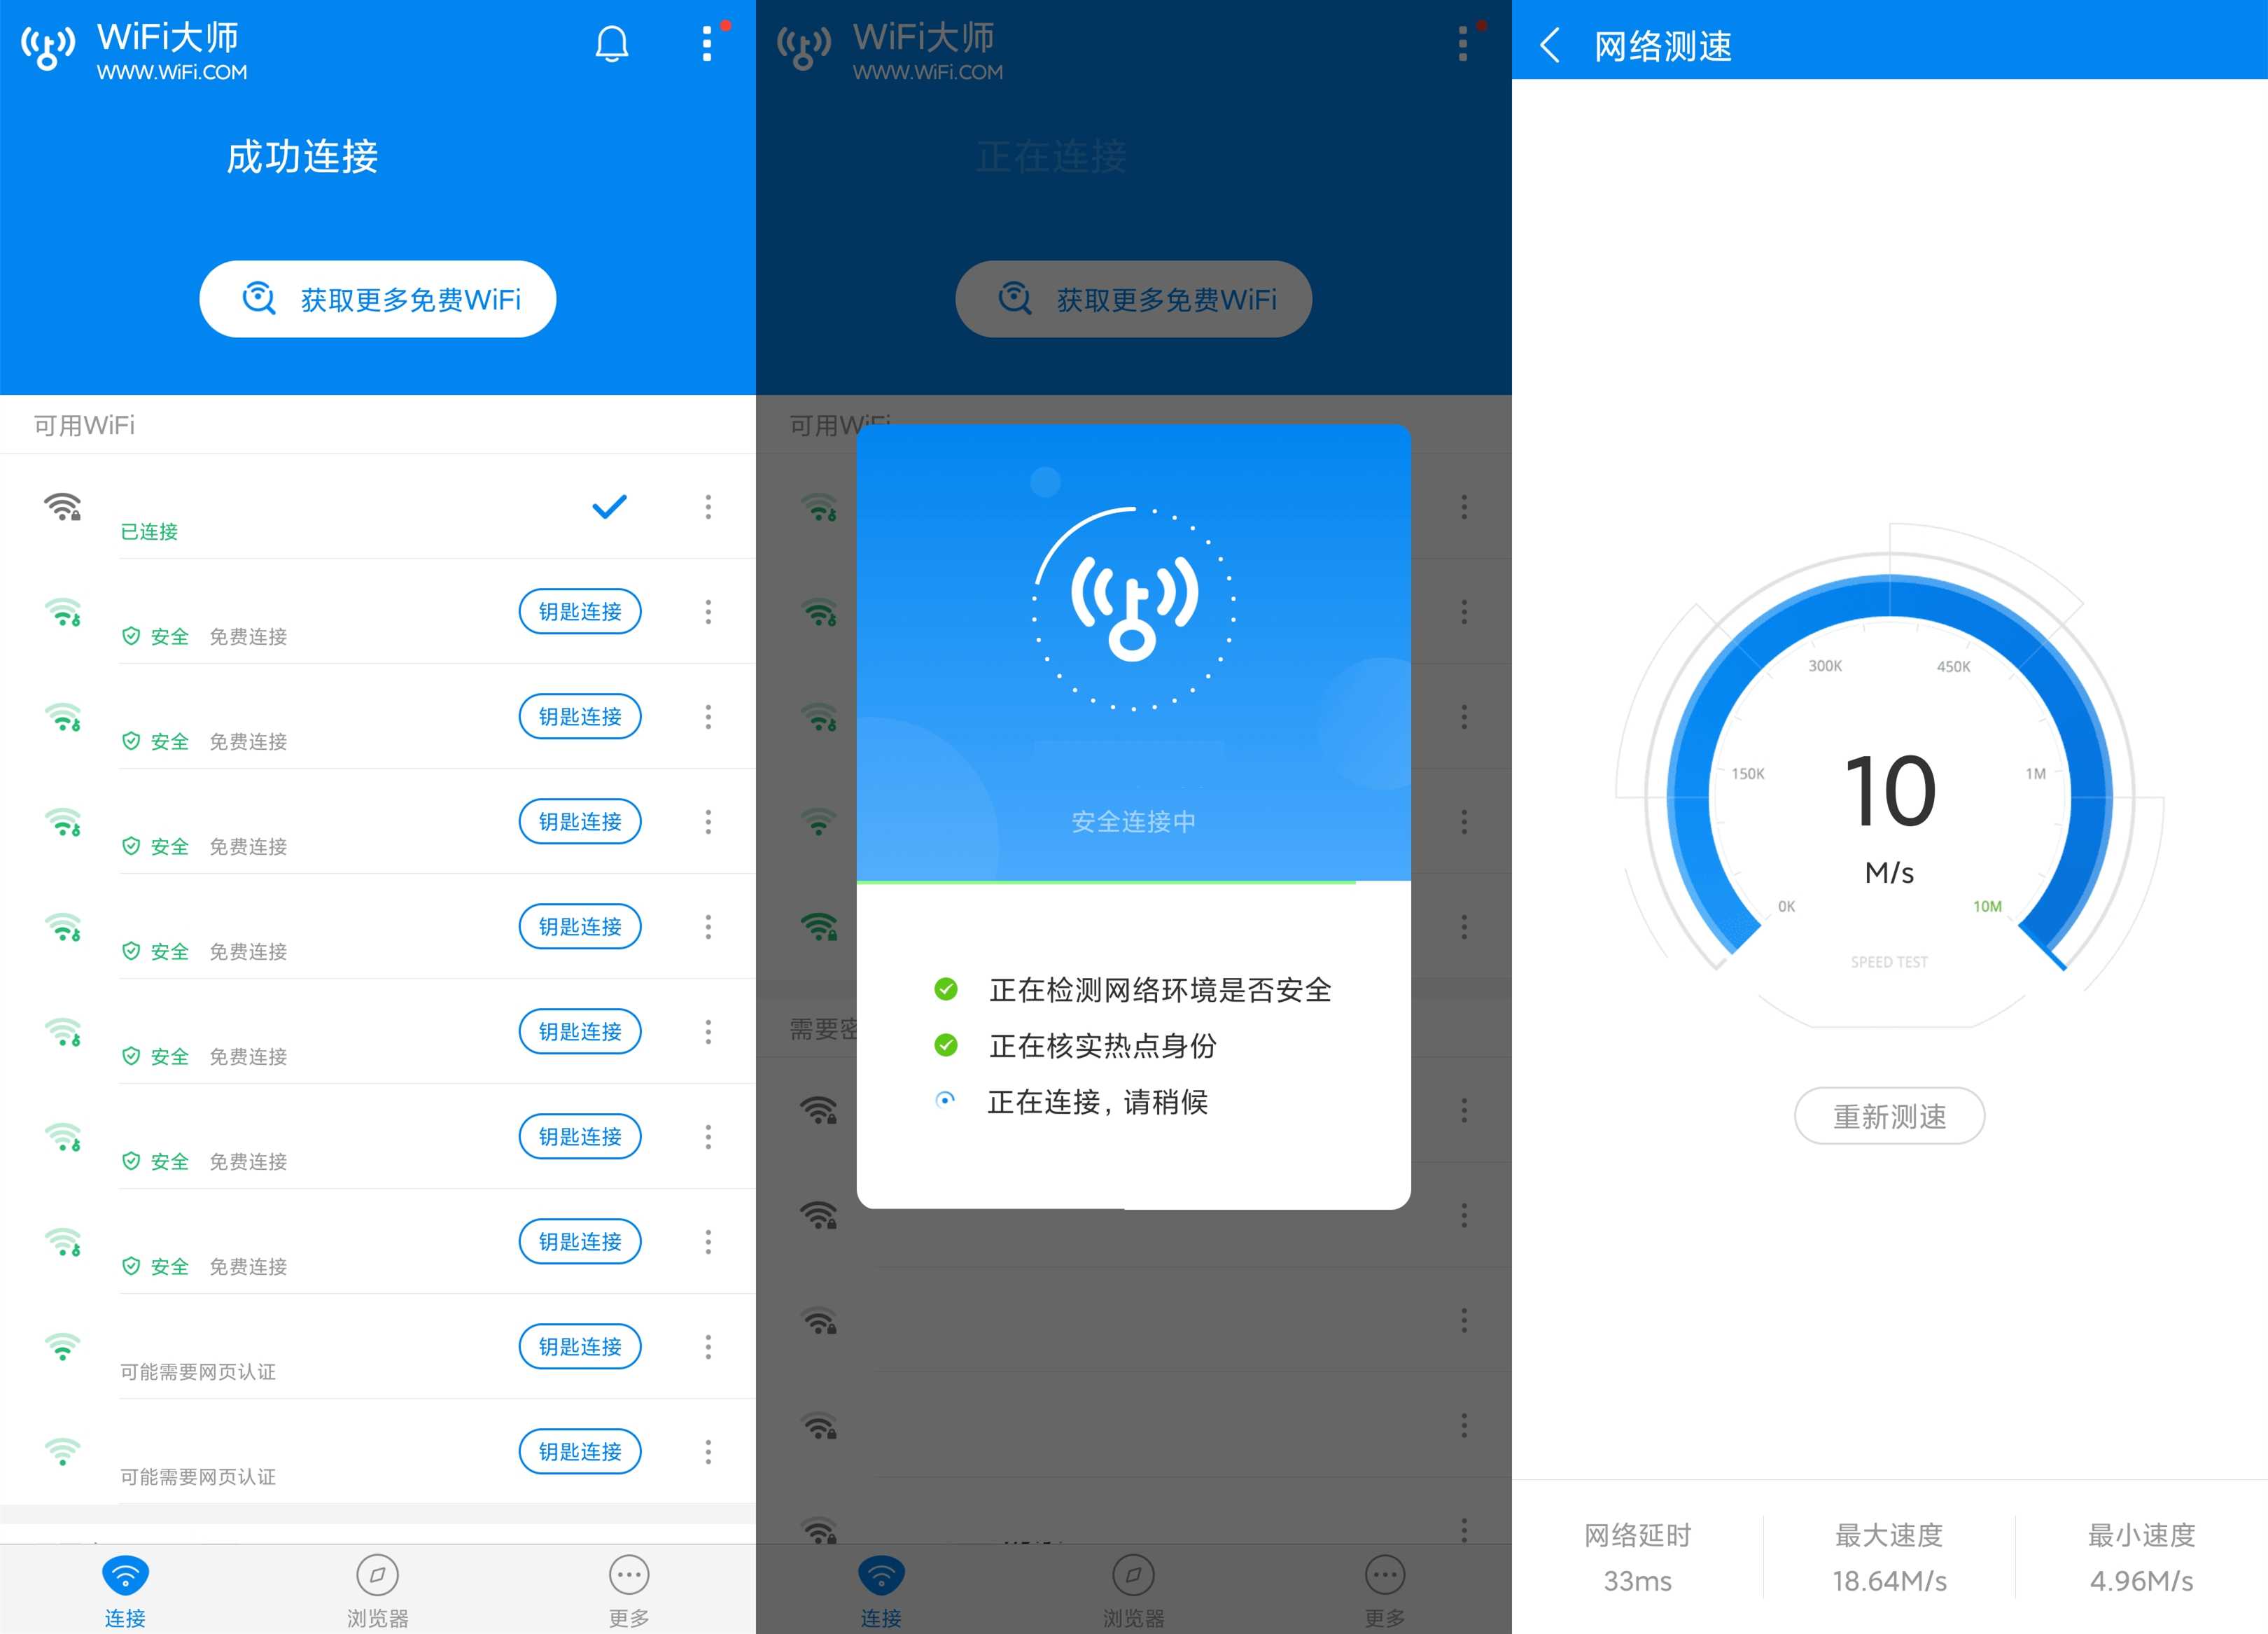 WiFi大师
WWW.WiFi.COM
成功连接
获取更多免费WiFi
可用WiFi
已连接
钥匙连接
安全 免费连接
钥匙连接
安全 免费连接
钥匙连接
安全 免费连接
钥匙连接
安全 免费连接
钥匙连接
安全 免费连接
钥匙连接
安全 免费连接
钥匙连接
安全 免费连接
钥匙连接
可能需要网页认证
钥匙连接
可能需要网页认证
连接 浏览器 更多
WiFi大师
WWW.WiFi.COM
正在连接
获取更多免费WiFi
可用WiFi
安全连接中
正在检测网络环境是否安全
正在核实热点身份
正在连接，请稍候
需要密
连接 浏览器 更多
网络测速
300K 450K
150K 1M
10
M/s
0K 10M
SPEED TEST
重新测速
网络延时 最大速度 最小速度
33ms 18.64M/s 4.96M/s